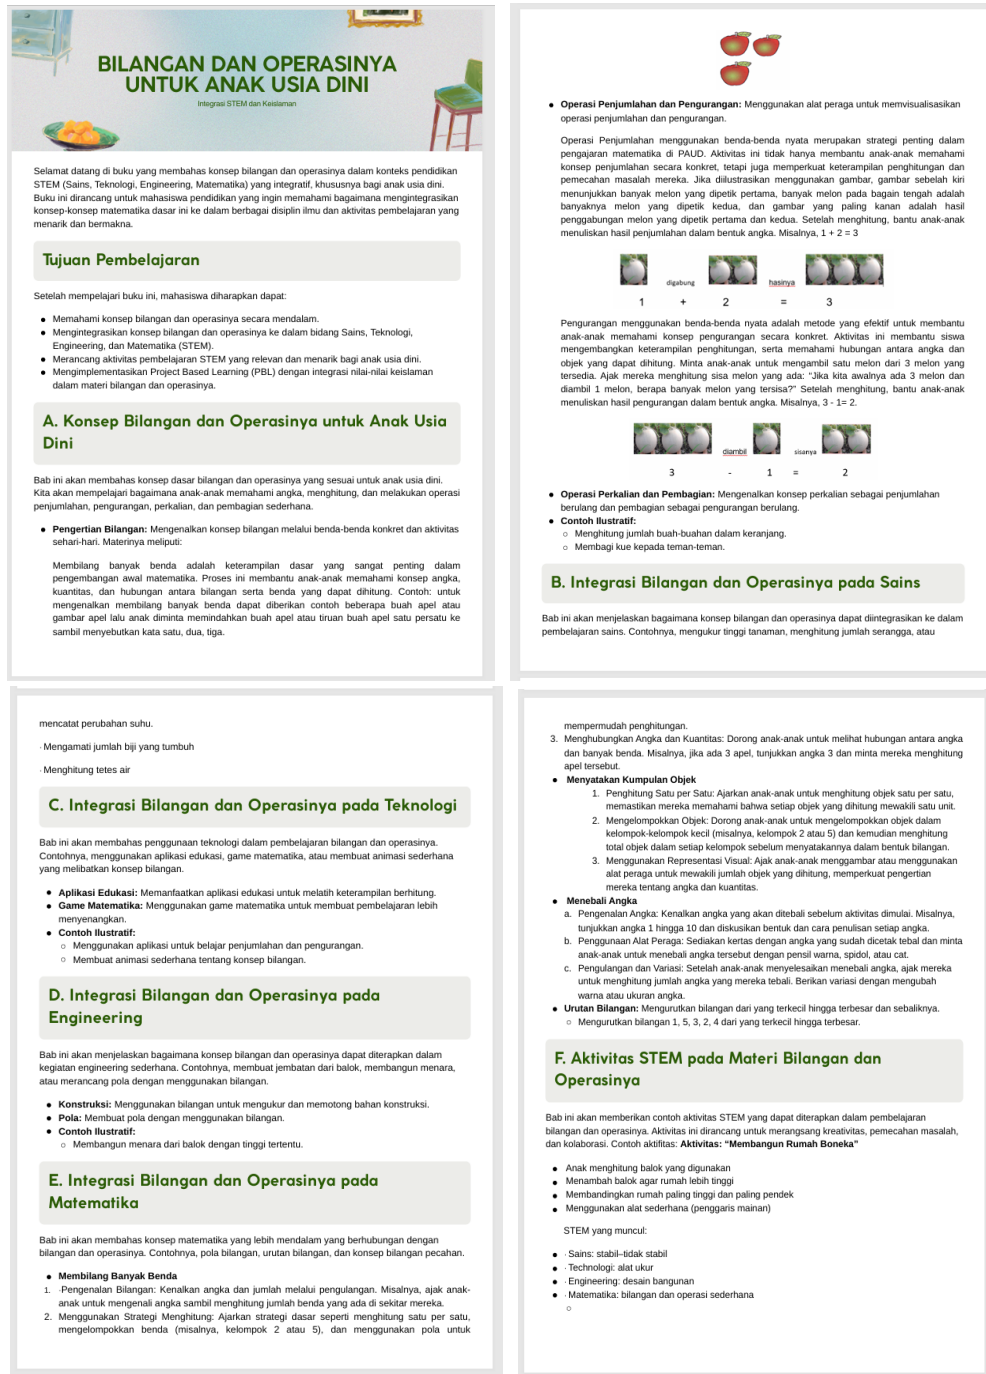 BILANGAN DAN OPERASINYA
UNTUK ANAK USIA DINI
Integrasi STEM dan Keislaman
Selamat datang di buku yang membahas konsep bilangan dan operasinya dalam konteks pendidikan
STEM (Sains, Teknologi, Engineering, Matematika) yang integratif, khususnya bagi anak usia dini.
Buku ini dirancang untuk mahasiswa pendidikan yang ingin memahami bagaimana mengintegrasikan
konsep-konsep matematika dasar ini ke dalam berbagai disiplin ilmu dan aktivitas pembelajaran yang
menarik dan bermakna.
Tujuan Pembelajaran
Setelah mempelajari buku ini, mahasiswa diharapkan dapat:
● Memahami konsep bilangan dan operasinya secara mendalam.
● Mengintegrasikan konsep bilangan dan operasinya ke dalam bidang Sains, Teknologi,
Engineering, dan Matematika (STEM).
● Merancang aktivitas pembelajaran STEM yang relevan dan menarik bagi anak usia dini.
● Mengimplementasikan Project Based Learning (PBL) dengan integrasi nilai-nilai keislaman
dalam materi bilangan dan operasinya.
A. Konsep Bilangan dan Operasinya untuk Anak Usia
Dini
Bab ini akan membahas konsep dasar bilangan dan operasinya yang sesuai untuk anak usia dini.
Kita akan mempelajari bagaimana anak-anak memahami angka, menghitung, dan melakukan operasi
penjumlahan, pengurangan, perkalian, dan pembagian sederhana.
● Pengertian Bilangan: Mengenalkan konsep bilangan melalui benda-benda konkret dan aktivitas
sehari-hari. Materinya meliputi:
Membilang banyak benda adalah keterampilan dasar yang sangat penting dalam
pengembangan awal matematika. Proses ini membantu anak-anak memahami konsep angka,
kuantitas, dan hubungan antara bilangan serta benda yang dapat dihitung. Contoh: untuk
mengenalkan membilang banyak benda dapat diberikan contoh beberapa buah apel atau
gambar apel lalu anak diminta memindahkan buah apel atau tiruan buah apel satu persatu ke
sambil menyebutkan kata satu, dua, tiga.
● Operasi Penjumlahan dan Pengurangan: Menggunakan alat peraga untuk memvisualisasikan
operasi penjumlahan dan pengurangan.
Operasi Penjumlahan menggunakan benda-benda nyata merupakan strategi penting dalam
pengajaran matematika di PAUD. Aktivitas ini tidak hanya membantu anak-anak memahami
konsep penjumlahan secara konkret, tetapi juga memperkuat keterampilan penghitungan dan
pemecahan masalah mereka. Jika diilustrasikan menggunakan gambar, gambar sebelah kiri
menunjukkan banyak melon yang dipetik pertama, banyak melon pada bagian tengah adalah
banyaknya melon yang dipetik kedua, dan gambar yang paling kanan adalah hasil
penggabungan melon yang dipetik pertama dan kedua. Setelah menghitung, bantu anak-anak
menuliskan hasil penjumlahan dalam bentuk angka. Misalnya, 1 + 2 = 3
digabung hasinya
1 + 2 = 3
Pengurangan menggunakan benda-benda nyata adalah metode yang efektif untuk membantu
anak-anak memahami konsep pengurangan secara konkret. Aktivitas ini membantu siswa
mengembangkan keterampilan penghitungan, serta memahami hubungan antara angka dan
objek yang dapat dihitung. Minta anak-anak untuk mengambil satu melon dari 3 melon yang
tersedia. Ajak mereka menghitung sisa melon yang ada: “Jika kita awalnya ada 3 melon dan
diambil 1 melon, berapa banyak melon yang tersisa?” Setelah menghitung, bantu anak-anak
menuliskan hasil pengurangan dalam bentuk angka. Misalnya, 3 - 1= 2.
diambil sisanya
3 - 1 = 2
● Operasi Perkalian dan Pembagian: Mengenalkan konsep perkalian sebagai penjumlahan
berulang dan pembagian sebagai pengurangan berulang.
● Contoh Ilustratif:
○ Menghitung jumlah buah-buahan dalam keranjang.
○ Membagi kue kepada teman-teman.
B. Integrasi Bilangan dan Operasinya pada Sains
Bab ini akan menjelaskan bagaimana konsep bilangan dan operasinya dapat diintegrasikan ke dalam
pembelajaran sains. Contohnya, mengukur tinggi tanaman, menghitung jumlah serangga, atau
mencatat perubahan suhu.
· Mengamati jumlah biji yang tumbuh
· Menghitung tetes air
C. Integrasi Bilangan dan Operasinya pada Teknologi
Bab ini akan membahas penggunaan teknologi dalam pembelajaran bilangan dan operasinya.
Contohnya, menggunakan aplikasi edukasi, game matematika, atau membuat animasi sederhana
yang melibatkan konsep bilangan.
● Aplikasi Edukasi: Memanfaatkan aplikasi edukasi untuk melatih keterampilan berhitung.
● Game Matematika: Menggunakan game matematika untuk membuat pembelajaran lebih
menyenangkan.
● Contoh Ilustratif:
○ Menggunakan aplikasi untuk belajar penjumlahan dan pengurangan.
○ Membuat animasi sederhana tentang konsep bilangan.
D. Integrasi Bilangan dan Operasinya pada
Engineering
Bab ini akan menjelaskan bagaimana konsep bilangan dan operasinya dapat diterapkan dalam
kegiatan engineering sederhana. Contohnya, membuat jembatan dari balok, membangun menara,
atau merancang pola dengan menggunakan bilangan.
● Konstruksi: Menggunakan bilangan untuk mengukur dan memotong bahan konstruksi.
● Pola: Membuat pola dengan menggunakan bilangan.
● Contoh Ilustratif:
○ Membangun menara dari balok dengan tinggi tertentu.
E. Integrasi Bilangan dan Operasinya pada
Matematika
Bab ini akan membahas konsep matematika yang lebih mendalam yang berhubungan dengan
bilangan dan operasinya. Contohnya, pola bilangan, urutan bilangan, dan konsep bilangan pecahan.
● Membilang Banyak Benda
1. ·Pengenalan Bilangan: Kenalkan angka dan jumlah melalui pengulangan. Misalnya, ajak anak-
anak untuk mengenali angka sambil menghitung jumlah benda yang ada di sekitar mereka.
2. Menggunakan Strategi Menghitung: Ajarkan strategi dasar seperti menghitung satu per satu,
mengelompokkan benda (misalnya, kelompok 2 atau 5), dan menggunakan pola untuk
mempermudah penghitungan.
3. Menghubungkan Angka dan Kuantitas: Dorong anak-anak untuk melihat hubungan antara angka
dan banyak benda. Misalnya, jika ada 3 apel, tunjukkan angka 3 dan minta mereka menghitung
apel tersebut.
● Menyatakan Kumpulan Objek
1. Penghitung Satu per Satu: Ajarkan anak-anak untuk menghitung objek satu per satu,
memastikan mereka memahami bahwa setiap objek yang dihitung mewakili satu unit.
2. Mengelompokkan Objek: Dorong anak-anak untuk mengelompokkan objek dalam
kelompok-kelompok kecil (misalnya, kelompok 2 atau 5) dan kemudian menghitung
total objek dalam setiap kelompok sebelum menyatakannya dalam bentuk bilangan.
3. Menggunakan Representasi Visual: Ajak anak-anak menggambar atau menggunakan
alat peraga untuk mewakili jumlah objek yang dihitung, memperkuat pengertian
mereka tentang angka dan kuantitas.
● Menebali Angka
a. Pengenalan Angka: Kenalkan angka yang akan ditebali sebelum aktivitas dimulai. Misalnya,
tunjukkan angka 1 hingga 10 dan diskusikan bentuk dan cara penulisan setiap angka.
b. Penggunaan Alat Peraga: Sediakan kertas dengan angka yang sudah dicetak tebal dan minta
anak-anak untuk menebali angka tersebut dengan pensil warna, spidol, atau cat.
c. Pengulangan dan Variasi: Setelah anak-anak menyelesaikan menebali angka, ajak mereka
untuk menghitung jumlah angka yang mereka tebali. Berikan variasi dengan mengubah
warna atau ukuran angka.
● Urutan Bilangan: Mengurutkan bilangan dari yang terkecil hingga terbesar dan sebaliknya.
○ Mengurutkan bilangan 1, 5, 3, 2, 4 dari yang terkecil hingga terbesar.
F. Aktivitas STEM pada Materi Bilangan dan
Operasinya
Bab ini akan memberikan contoh aktivitas STEM yang dapat diterapkan dalam pembelajaran
bilangan dan operasinya. Aktivitas ini dirancang untuk merangsang kreativitas, pemecahan masalah,
dan kolaborasi. Contoh aktifitas: Aktivitas: “Membangun Rumah Boneka”
● Anak menghitung balok yang digunakan
● Menambah balok agar rumah lebih tinggi
● Membandingkan rumah paling tinggi dan paling pendek
● Menggunakan alat sederhana (penggaris mainan)
STEM yang muncul:
● · Sains: stabil–tidak stabil
● · Technologi: alat ukur
● · Engineering: desain bangunan
● · Matematika: bilangan dan operasi sederhana
○